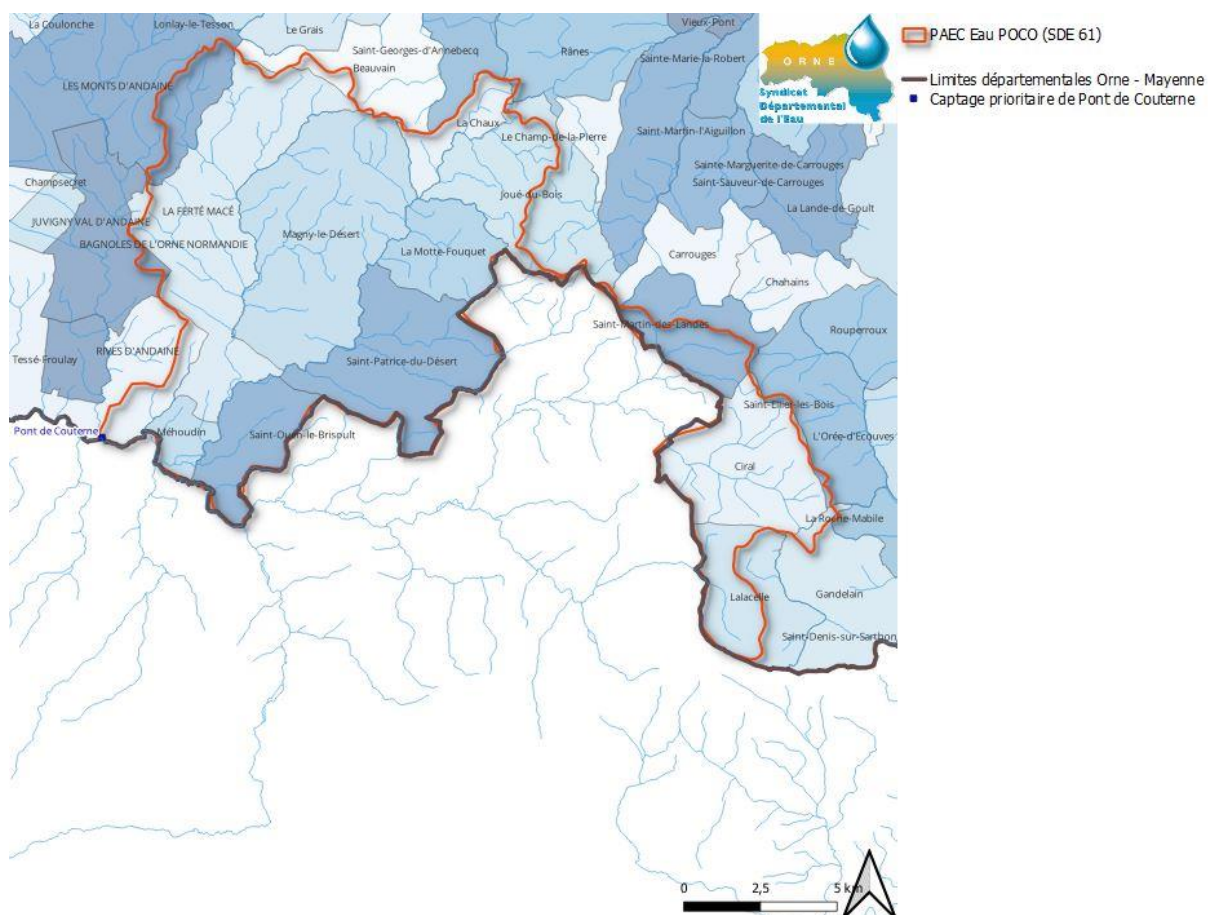 La Coulonche
Lonlay-le-Tesson
Le Grais
Saint-Georges-d'Annebecq
Beauvain
Rânes
Vieux-Pont
Sainte-Marie-la-Robert
ORNE
Syndicat
Départemental
de l'Eau
PAEC Eau POCO (SDE 61)
Limites départementales Orne - Mayenne
Captage prioritaire de Pont de Couterne
LES MONTS D'ANDAINE
La Chaux
Le Champ-de-la-Pierre
Saint-Martin-l'Aiguillon
Sainte-Marguerite-de-Carrouges
Saint-Sauveur-de-Carrouges
Champsecret
JUVIGNY VAL D'ANDAINE
LA FERTÉ MACÉ
BAGNOLES DE L'ORNE NORMANDIE
Magny-le-Désert
La Motte-Fouquet
Joué-du-Bois
La Lande-de-Goult
Carrouges
Chahains
Rouperroux
Tessé-Froulay
RIVES D'ANDAINE
Saint-Patrice-du-Désert
Saint-Martin-des-Landes
Pont de Couterne
Méhoudin
Saint-Ouen-le-Brisoult
Saint-Ellier-les-Bois
L'Orée-d'Ecouves
Ciral
La Roche-Mabile
Lalacelle
Gandelain
Saint-Denis-sur-Sarthon
0 2,5 5 km